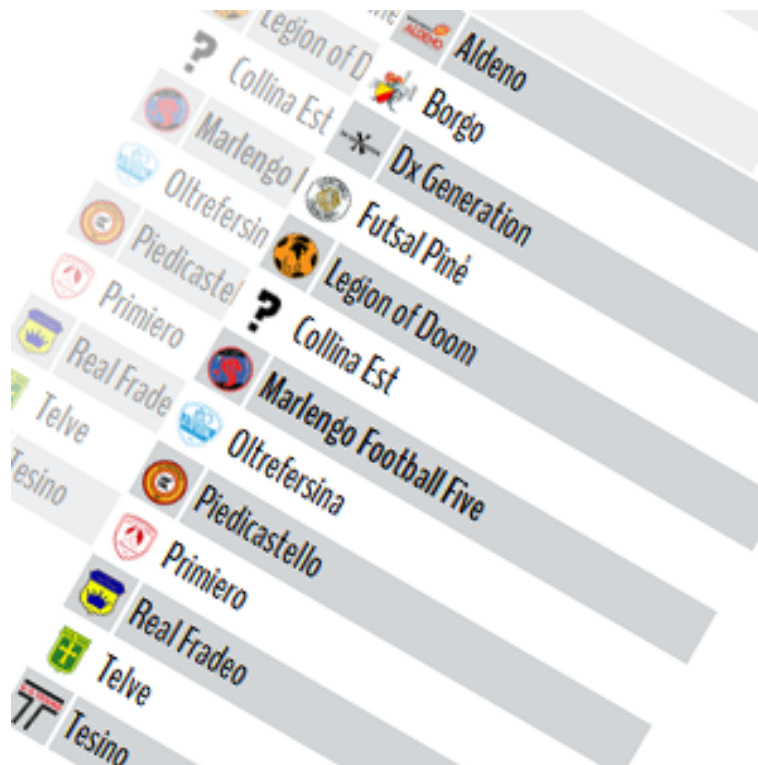 Aldeno
Borgo
Dx Generation
Futsal Piné
Legion of Doom
Collina Est
Marlengo Football Five
Oltrefersina
Piedicastello
Primiero
Real Fradeo
Telve
Tesino
Legion of D
Collina Est
Marlengo
Oltrefersin
Piedicastel
Primiero
Real Frade
Telve
Tesino
ALDENO